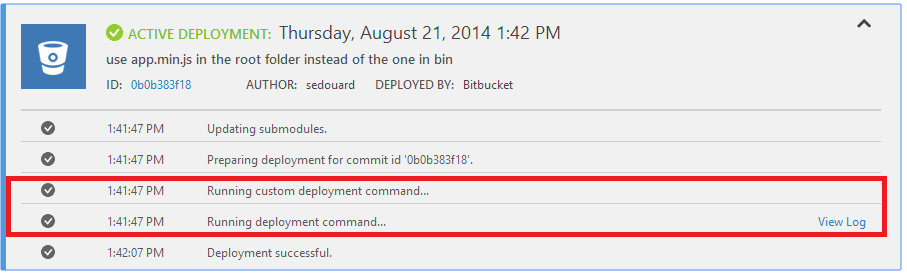 ACTIVE DEPLOYMENT: Thursday, August 21, 2014 1:42 PM
use app.min.js in the root folder instead of the one in bin
ID: 0b0b383f18 AUTHOR: sedouard DEPLOYED BY: Bitbucket
1:41:47 PM Updating submodules.
1:41:47 PM Preparing deployment for commit id '0b0b383f18'.
1:41:47 PM Running custom deployment command...
1:41:47 PM Running deployment command... View Log
1:42:07 PM Deployment successful.